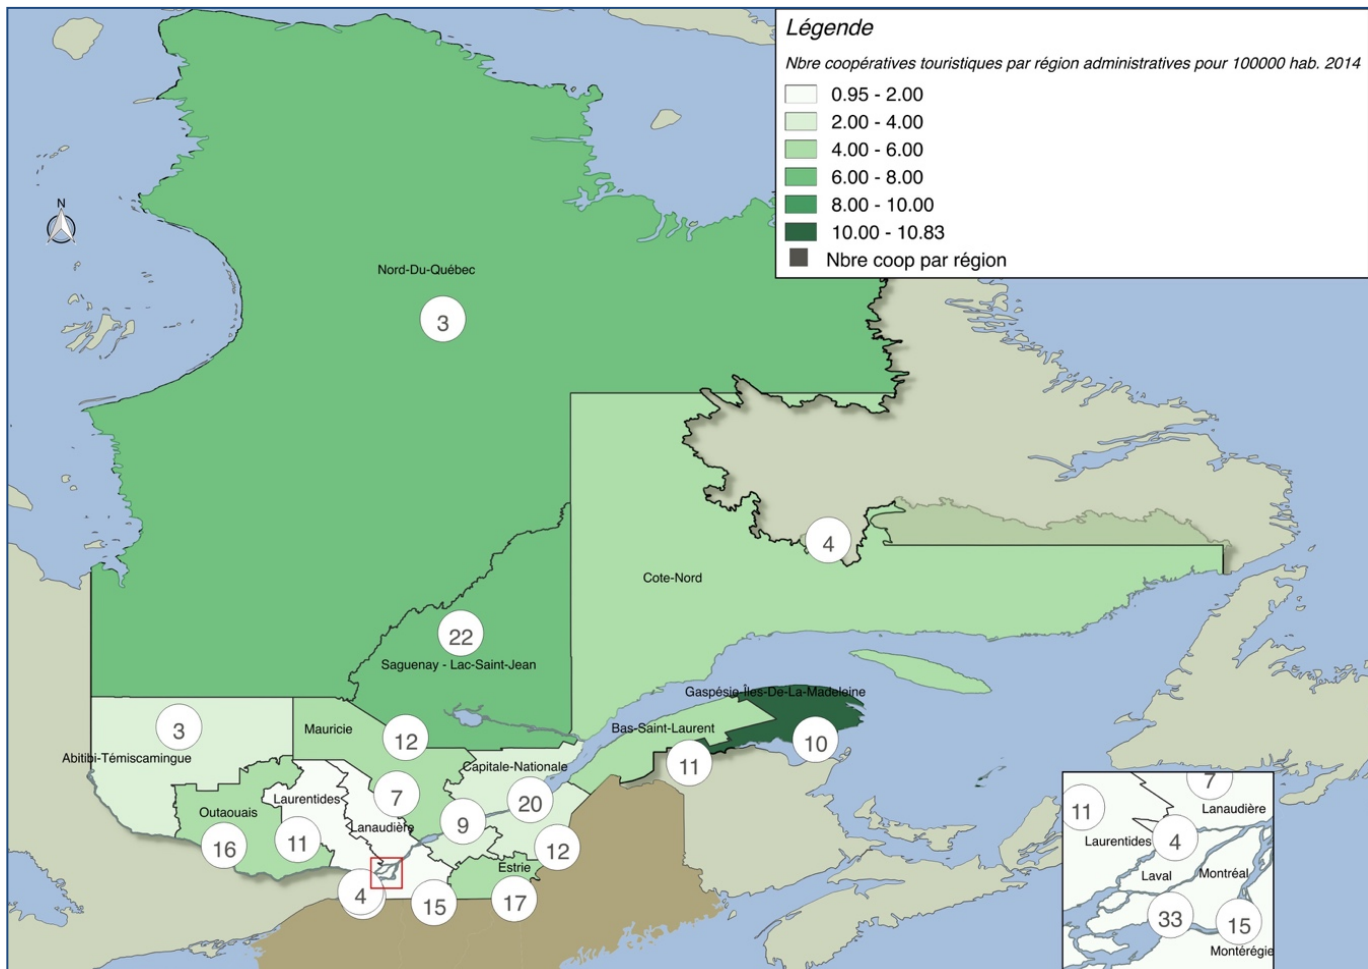 Légende
Nbre coopératives touristiques par région administratives pour 100000 hab. 2014
0.95 - 2.00
2.00 - 4.00
4.00 - 6.00
6.00 - 8.00
8.00 - 10.00
10.00 - 10.83
Nbre coop par région
N
Nord-Du-Québec
3
4
Cote-Nord
22
Saguenay - Lac-Saint-Jean
Gaspésie-Îles-De-La-Madeleine
3
Mauricie
12
Bas-Saint-Laurent
10
Abitibi-Témiscamingue
11
Capitale-Nationale
Laurentides
7
20
Outaouais
Lanaudière
9
16
11
12
Estrie
4
15
17
7
11
Lanaudière
Laurentides
4
Laval
Montréal
33
15
Montérégie